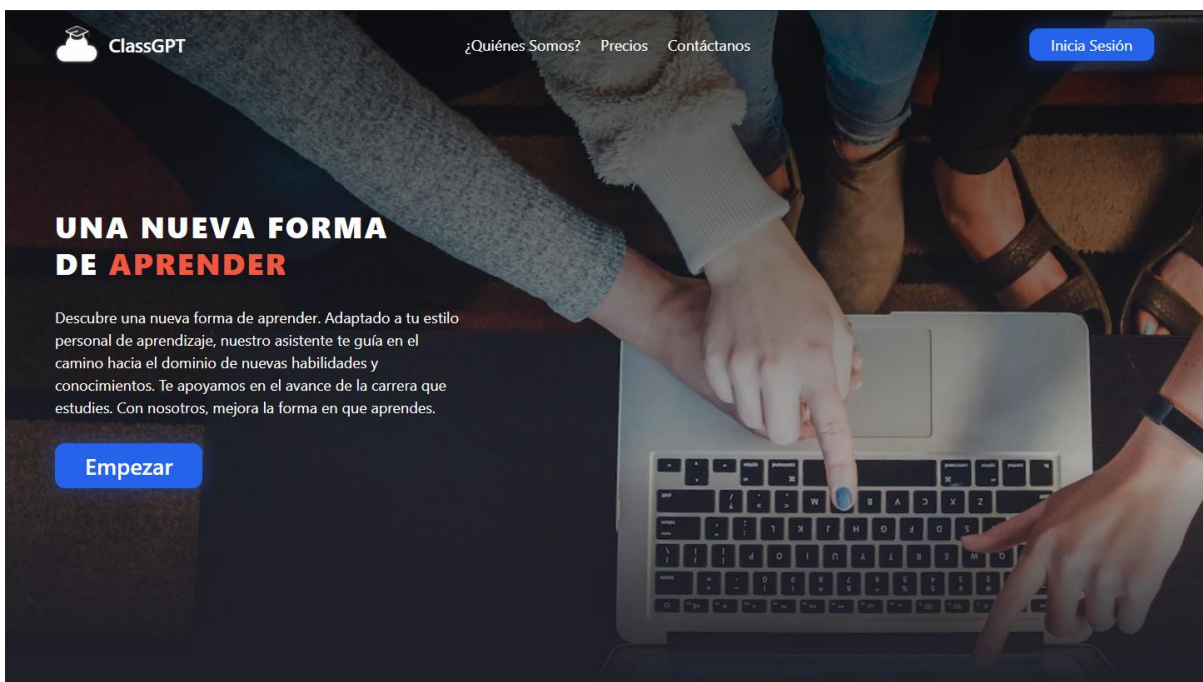 ClassGPT
¿Quiénes Somos? Precios Contáctanos
Inicia Sesión
UNA NUEVA FORMA
DE APRENDER
Descubre una nueva forma de aprender. Adaptado a tu estilo
personal de aprendizaje, nuestro asistente te guía en el
camino hacia el dominio de nuevas habilidades y
conocimientos. Te apoyamos en el avance de la carrera que
estudies. Con nosotros, mejora la forma en que aprendes.
Empezar